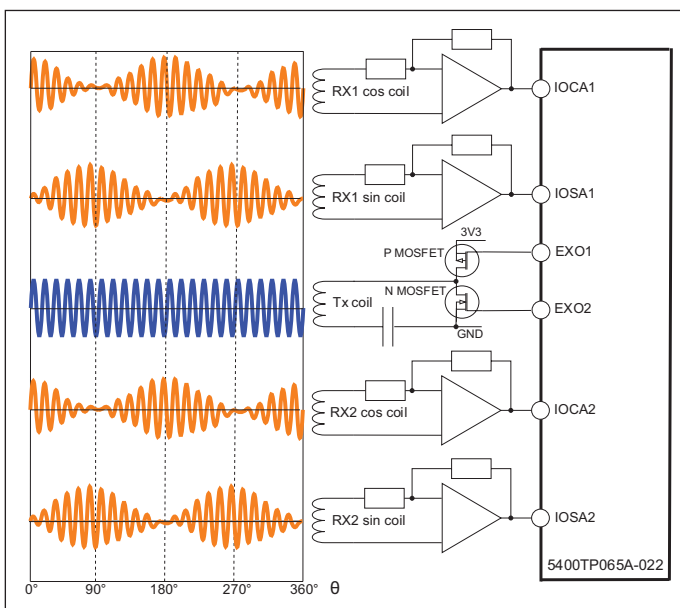 RX1 cos coil
IOCA1
RX1 sin coil
IOSA1
3V3
P MOSFET
EXO1
N MOSFET
Tx coil
EXO2
GND
RX2 cos coil
IOCA2
RX2 sin coil
IOSA2
5400TP065A-022
0° 90° 180° 270° 360° θ